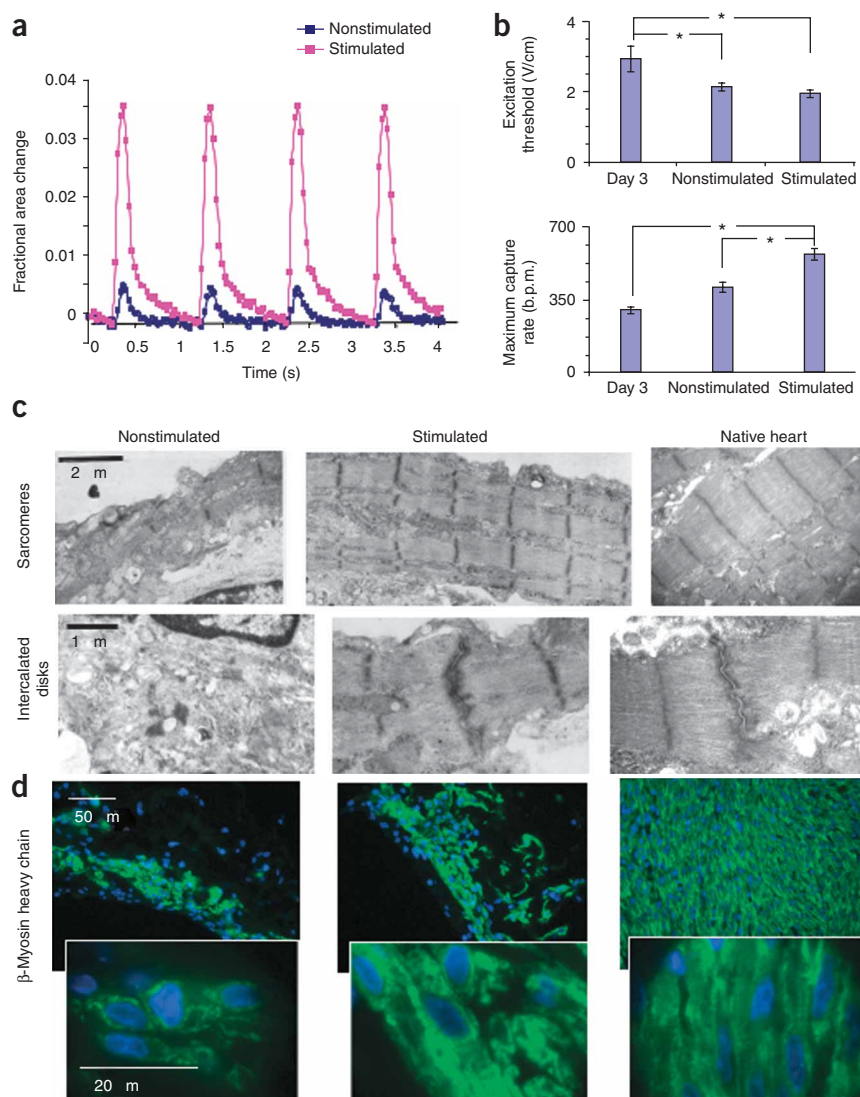 a
Nonstimulated
Stimulated
0.04
0.03
0.02
0.01
0
Fractional area change
0 0.5 1 1.5 2 2.5 3 3.5 4
Time (s)
b
4
2
0
Excitation
threshold (V/cm)
* 
*
Day 3 Nonstimulated Stimulated
700
350
0
Maximum capture
rate (b.p.m.)
*
*
Day 3 Nonstimulated Stimulated
c
Nonstimulated Stimulated Native heart
Sarcomeres
2 m
Intercalated
disks
1 m
d
β-Myosin heavy chain
50 m
20 m